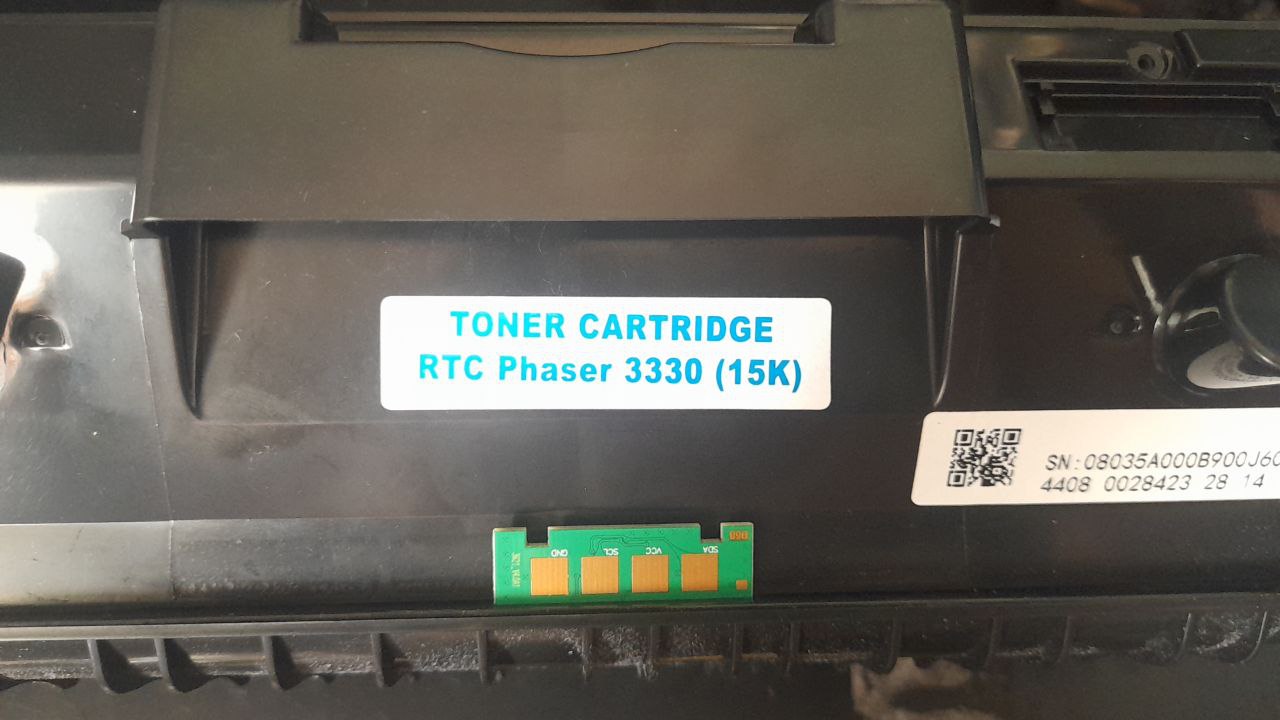 TONER CARTRIDGE
RTC Phaser 3330 (15K)
SN:08035A000B900J60
4408 0028423 28 14
GND SCL VCC SDA